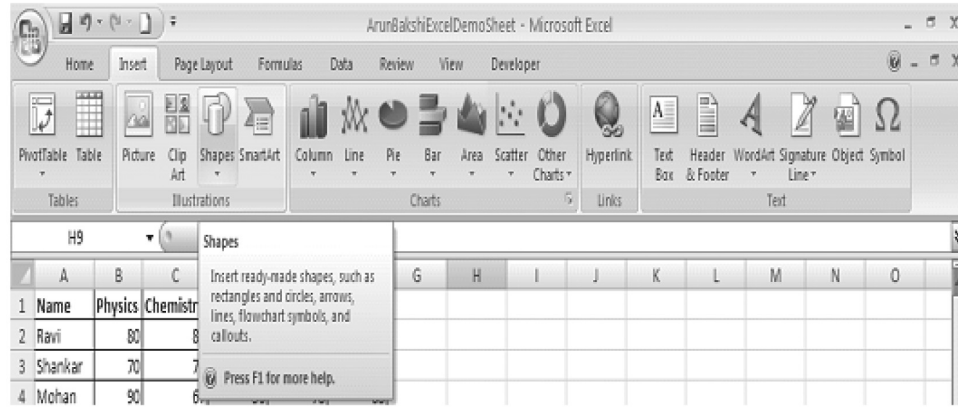 ArunBakshiExcelDemoSheet - Microsoft Excel
Home Insert Page Layout Formulas Data Review View Developer
PivotTable Table Picture Clip Art Shapes SmartArt Column Line Pie Bar Area Scatter Other Charts Hyperlink Text Box Header & Footer WordArt Signature Line Object Symbol
Tables Illustrations Charts Links Text
H9
Shapes
Insert ready-made shapes, such as
rectangles and circles, arrows,
lines, flowchart symbols, and
callouts.
Press F1 for more help.
A B C G H I J K L M N O
1 Name Physics Chemistr
2 Ravi 80 8
3 Shankar 70 7
4 Mohan 90